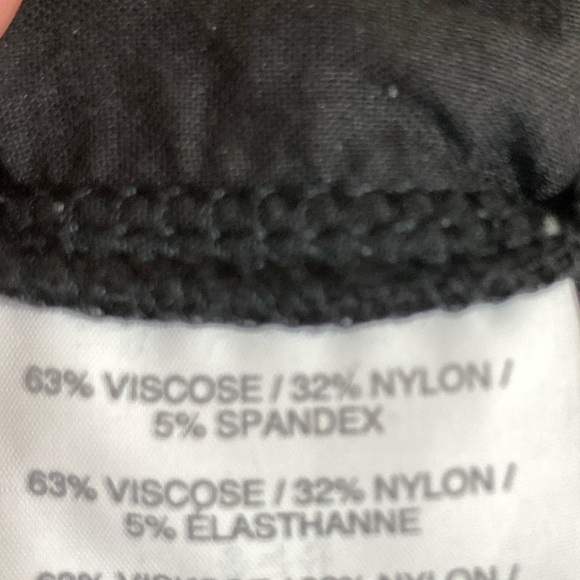 63% VISCOSE / 32% NYLON /
5% SPANDEX
63% VISCOSE / 32% NYLON /
5% ÉLASTHANNE